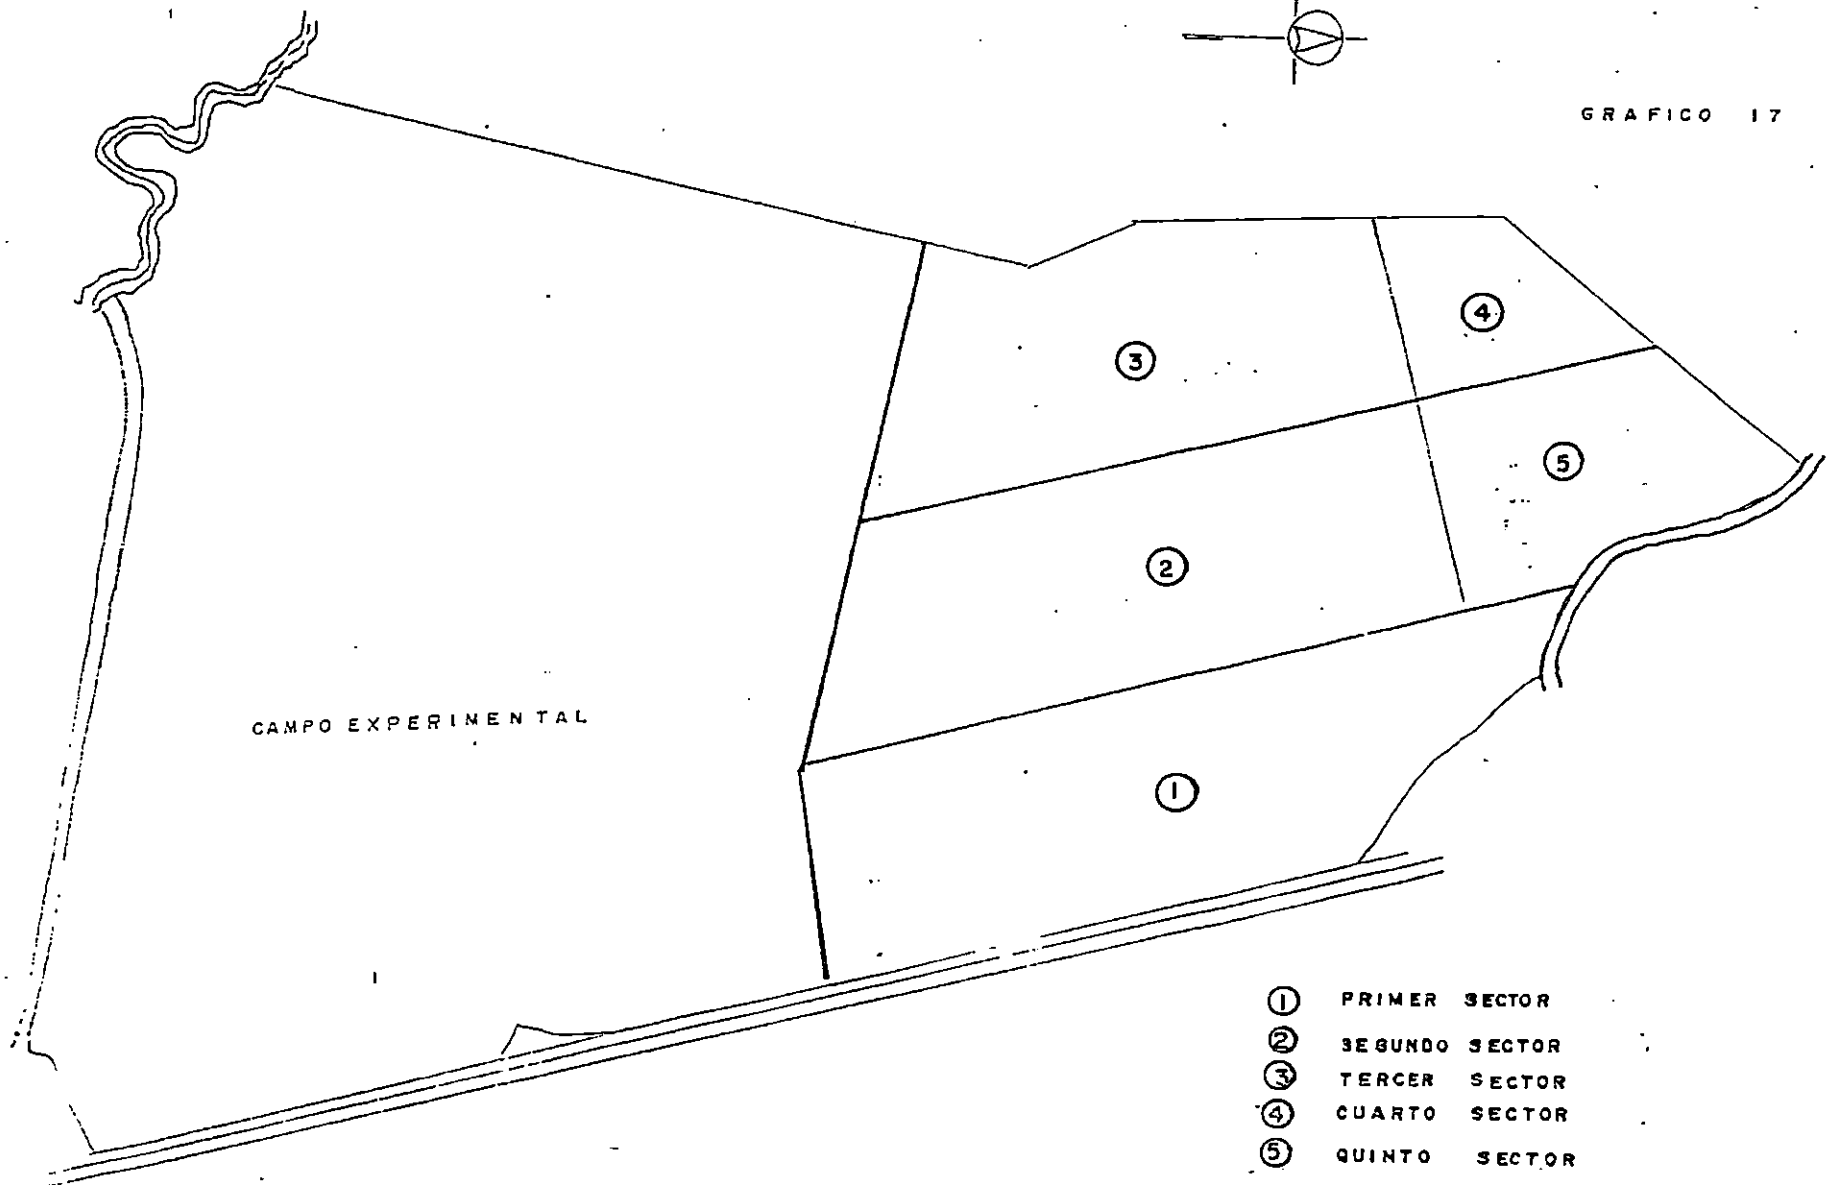 GRAFICO 17
3
4
5
2
1
CAMPO EXPERIMENTAL
1 PRIMER SECTOR
2 SEGUNDO SECTOR
3 TERCER SECTOR
4 CUARTO SECTOR
5 QUINTO SECTOR